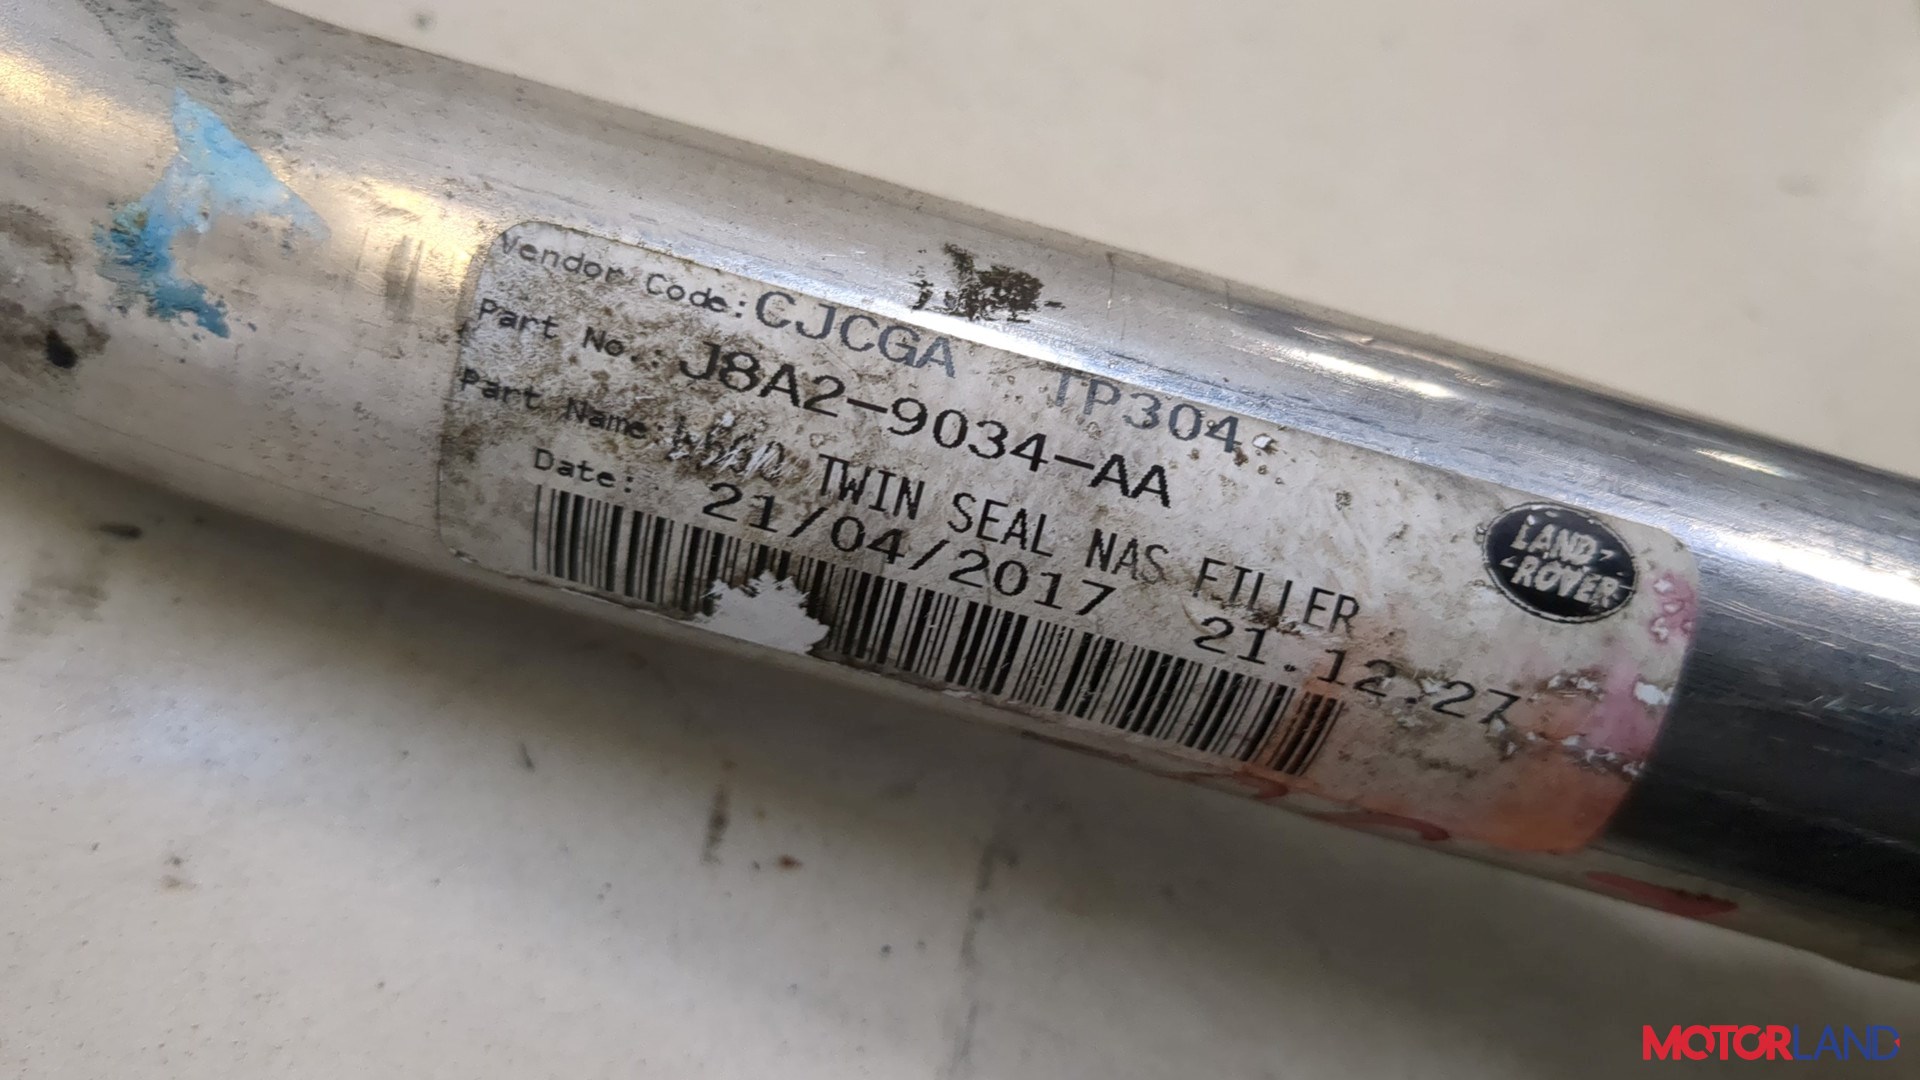 Vendor Code: CJCGA TP304
Part No.: J8A2-9034-AA
Part Name: TWIN SEAL NAS FILLER
Date: 21/04/2017 21.12.27
LAND-
-ROVER
MOTORLAND